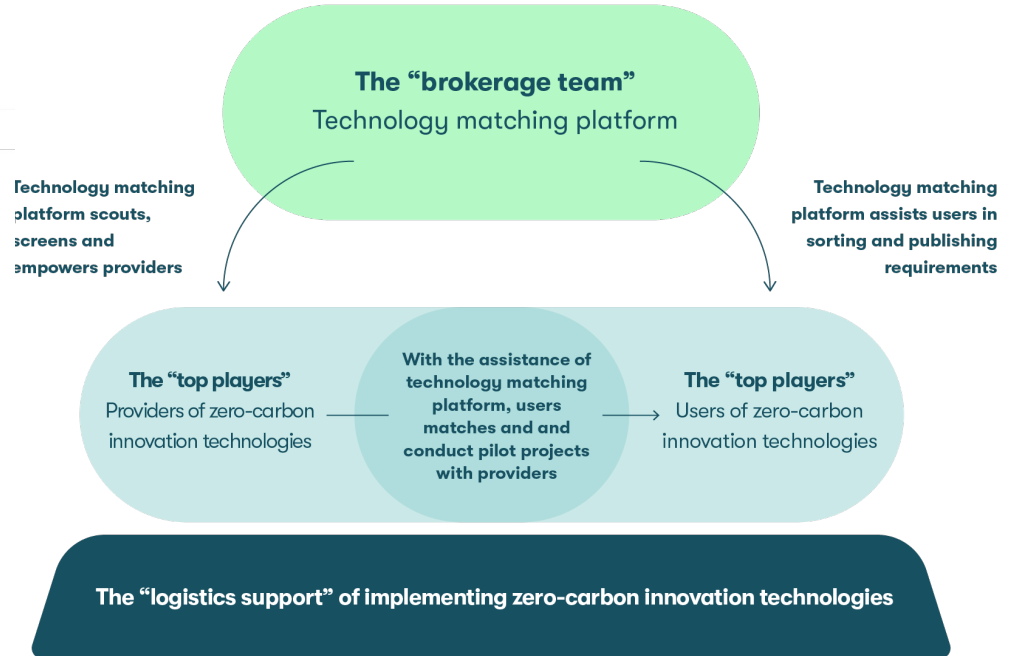 The “brokerage team”
Technology matching platform
Technology matching
platform scouts,
screens and
empowers providers
Technology matching
platform assists users in
sorting and publishing
requirements
The “top players”
Providers of zero-carbon
innovation technologies
With the assistance of
technology matching
platform, users
matches and and
conduct pilot projects
with providers
The “top players”
Users of zero-carbon
innovation technologies
The “logistics support” of implementing zero-carbon innovation technologies